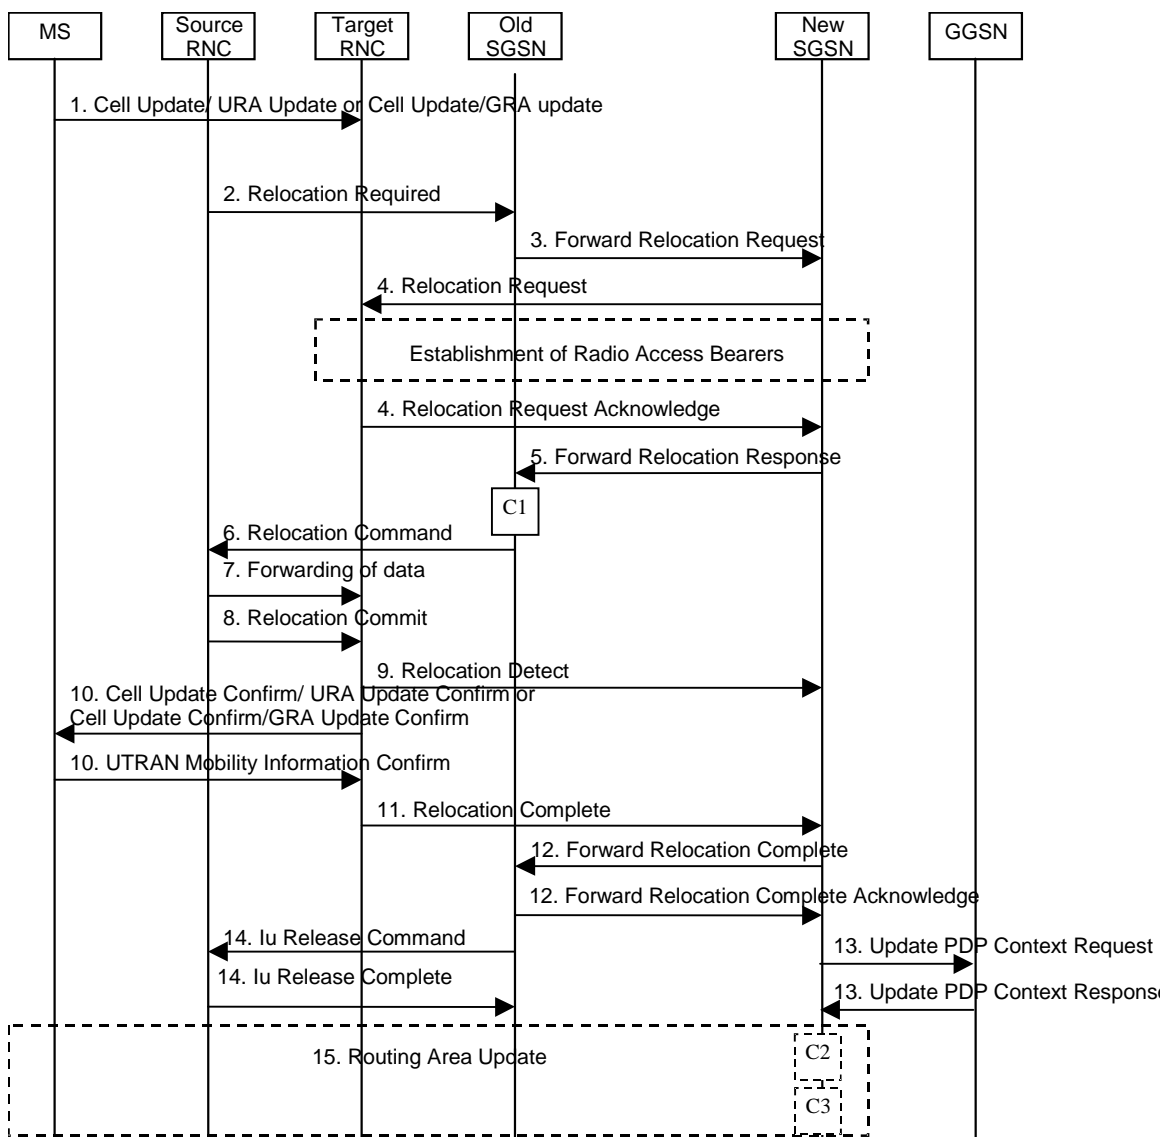 MS
Source
RNC
Target
RNC
Old
SGSN
New
SGSN
GGSN
1. Cell Update/ URA Update or Cell Update/GRA update
2. Relocation Required
3. Forward Relocation Request
4. Relocation Request
Establishment of Radio Access Bearers
4. Relocation Request Acknowledge
5. Forward Relocation Response
C1
6. Relocation Command
7. Forwarding of data
8. Relocation Commit
9. Relocation Detect
10. Cell Update Confirm/ URA Update Confirm or
Cell Update Confirm/GRA Update Confirm
10. UTRAN Mobility Information Confirm
11. Relocation Complete
12. Forward Relocation Complete
12. Forward Relocation Complete Acknowledge
14. Iu Release Command
13. Update PDP Context Request
14. Iu Release Complete
13. Update PDP Context Response
15. Routing Area Update
C2
C3